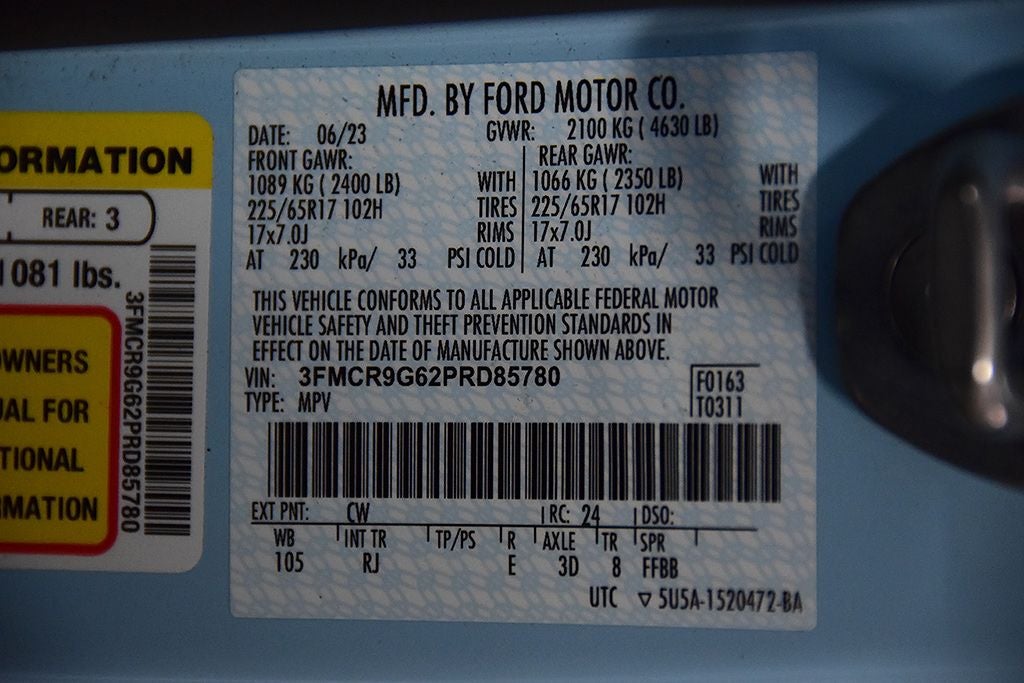 ORMATION
REAR: 3
1081 lbs.
OWNERS
UAL FOR
TIONAL
RMATION
3FMCR9G62PRD85780
MFD. BY FORD MOTOR CO.
DATE: 06/23 GVWR: 2100 KG ( 4630 LB)
FRONT GAWR: REAR GAWR:
1089 KG ( 2400 LB) WITH 1066 KG ( 2350 LB) WITH
225/65R17 102H TIRES 225/65R17 102H TIRES
17x7.0J RIMS 17x7.0J RIMS
AT 230 kPa/ 33 PSI COLD AT 230 kPa/ 33 PSI COLD
THIS VEHICLE CONFORMS TO ALL APPLICABLE FEDERAL MOTOR
VEHICLE SAFETY AND THEFT PREVENTION STANDARDS IN
EFFECT ON THE DATE OF MANUFACTURE SHOWN ABOVE.
VIN: 3FMCR9G62PRD85780 F0163
TYPE: MPV T0311
EXT PNT: CW RC: 24 DSO:
WB INT TR TP/PS R AXLE TR SPR
105 RJ E 3D 8 FFBB
UTC ▽ 5U5A-1520472-BA